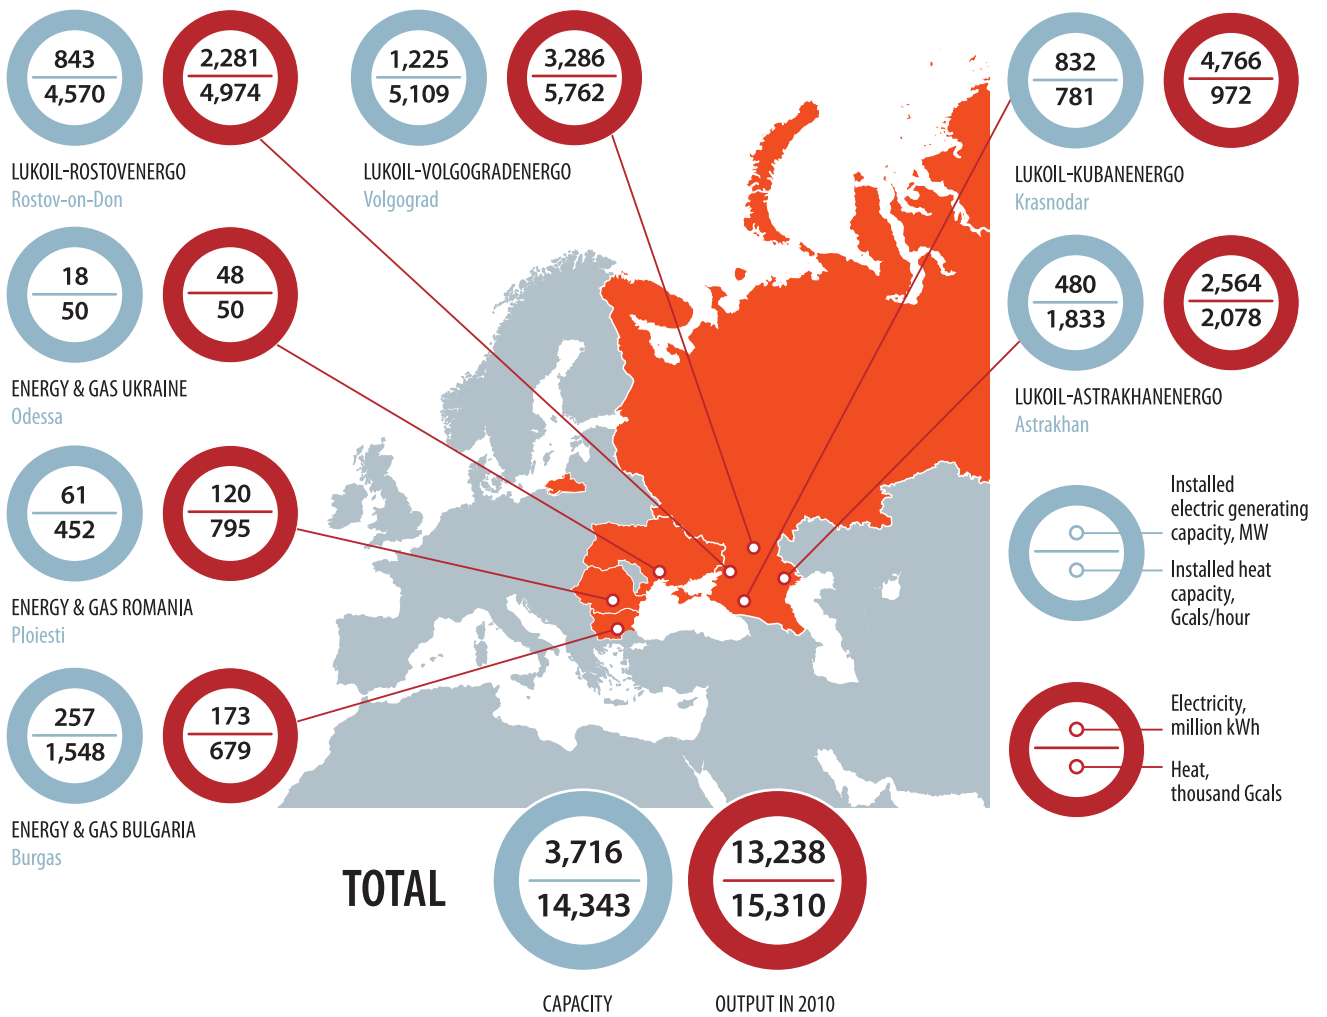 843
4,570
2,281
4,974
LUKOIL-ROSTOVENERGO
Rostov-on-Don
1,225
5,109
3,286
5,762
LUKOIL-VOLGOGRADENERGO
Volgograd
832
781
4,766
972
LUKOIL-KUBANENERGO
Krasnodar
18
50
48
50
ENERGY & GAS UKRAINE
Odessa
480
1,833
2,564
2,078
LUKOIL-ASTRAKHANENERGO
Astrakhan
61
452
120
795
ENERGY & GAS ROMANIA
Ploiesti
257
1,548
173
679
ENERGY & GAS BULGARIA
Burgas
Installed
electric generating
capacity, MW
Installed heat
capacity,
Gcals/hour
Electricity,
million kWh
Heat,
thousand Gcals
TOTAL
3,716
14,343
CAPACITY
13,238
15,310
OUTPUT IN 2010